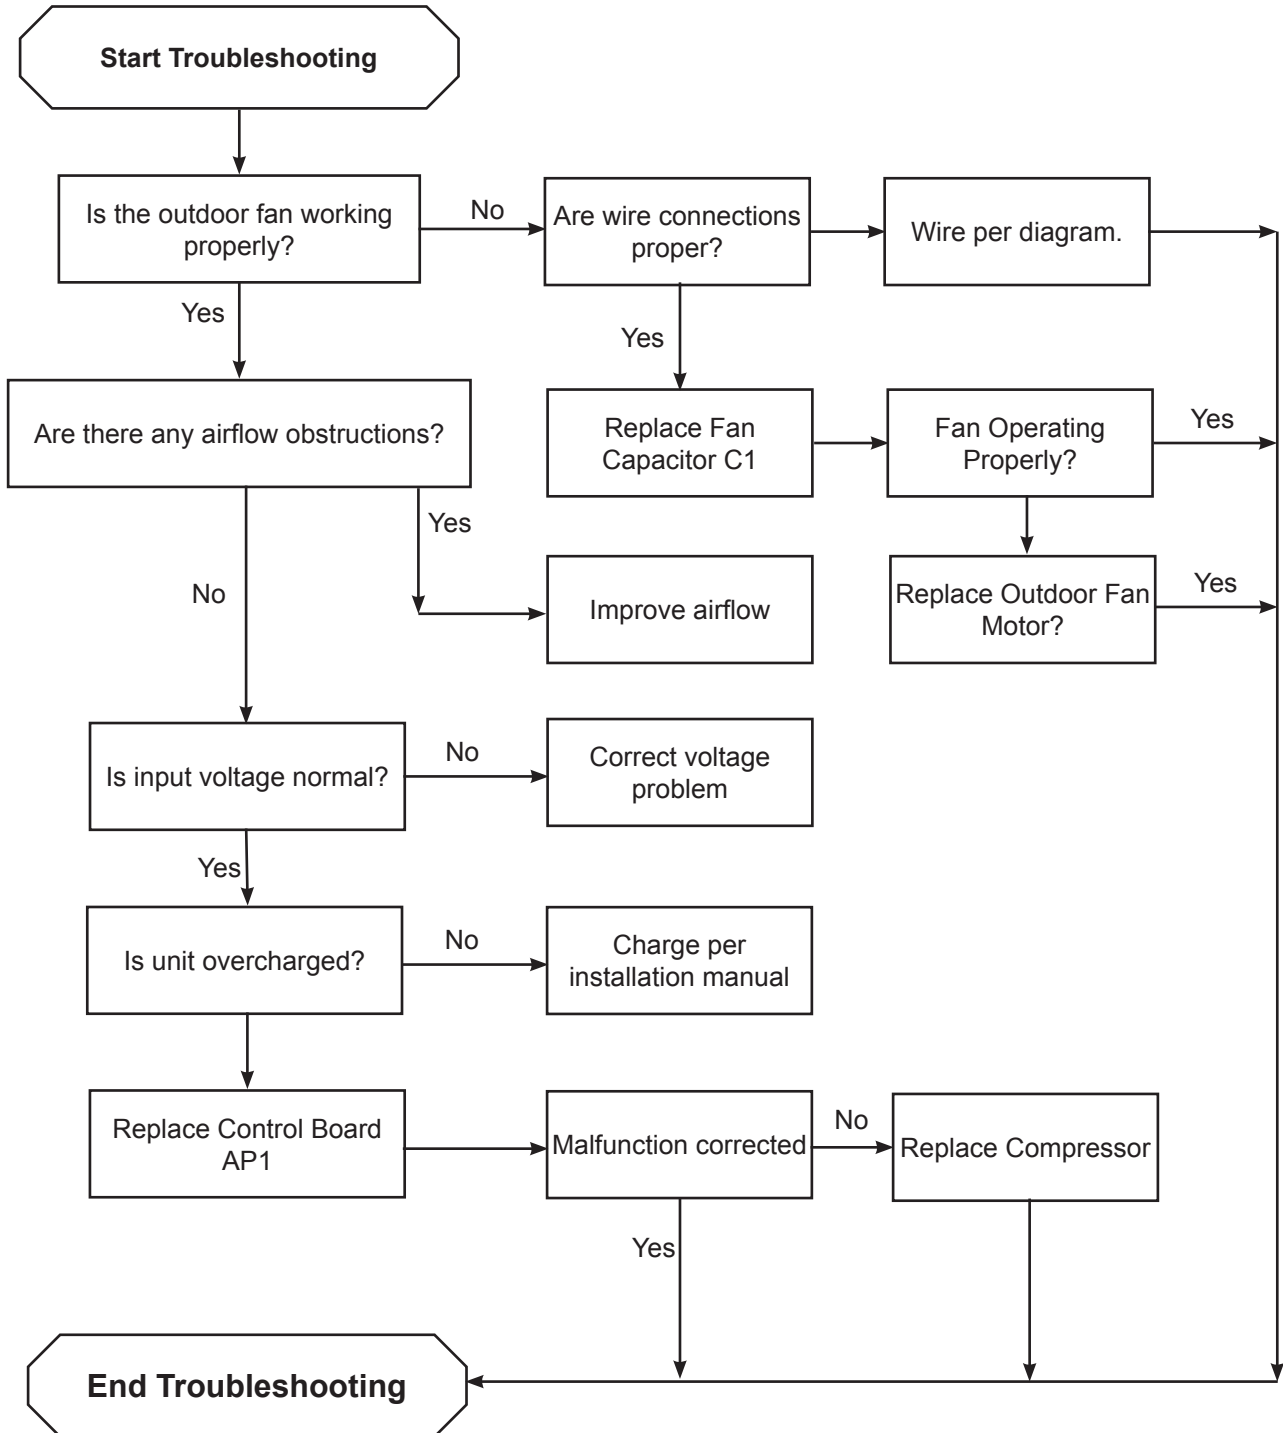 Start Troubleshooting
Is the outdoor fan working
properly?
No
Are wire connections
proper?
Wire per diagram.
Yes
Yes
Are there any airflow obstructions?
Replace Fan
Capacitor C1
Fan Operating
Properly?
Yes
Yes
No
Improve airflow
Replace Outdoor Fan
Motor?
Yes
Is input voltage normal?
No
Correct voltage
problem
Yes
Is unit overcharged?
No
Charge per
installation manual
Replace Control Board
AP1
Malfunction corrected
No
Replace Compressor
Yes
End Troubleshooting